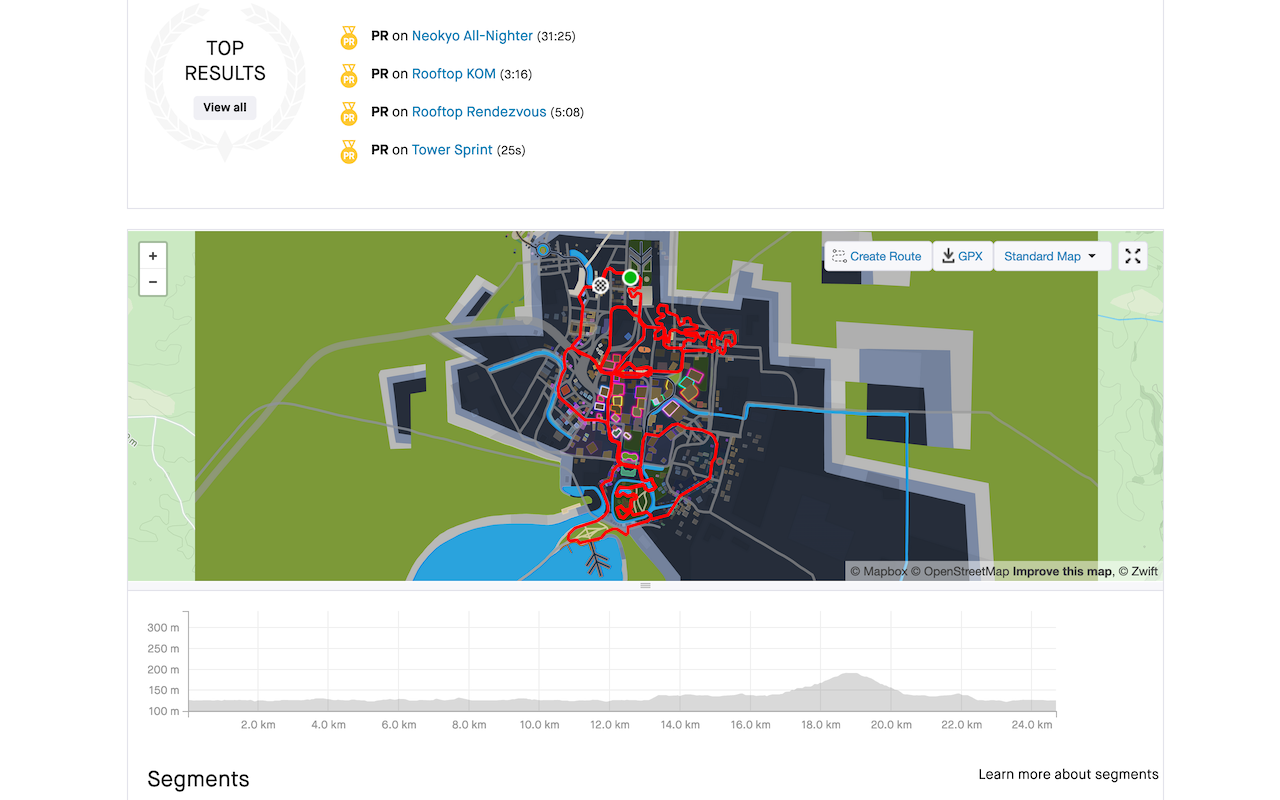 TOP
RESULTS
View all
PR PR on Neokyo All-Nighter (31:25)
PR PR on Rooftop KOM (3:16)
PR PR on Rooftop Rendezvous (5:08)
PR PR on Tower Sprint (25s)
+
−
Create Route GPX Standard Map
© Mapbox © OpenStreetMap Improve this map, © Zwift
300 m
250 m
200 m
150 m
100 m
2.0 km 4.0 km 6.0 km 8.0 km 10.0 km 12.0 km 14.0 km 16.0 km 18.0 km 20.0 km 22.0 km 24.0 km
Segments
Learn more about segments